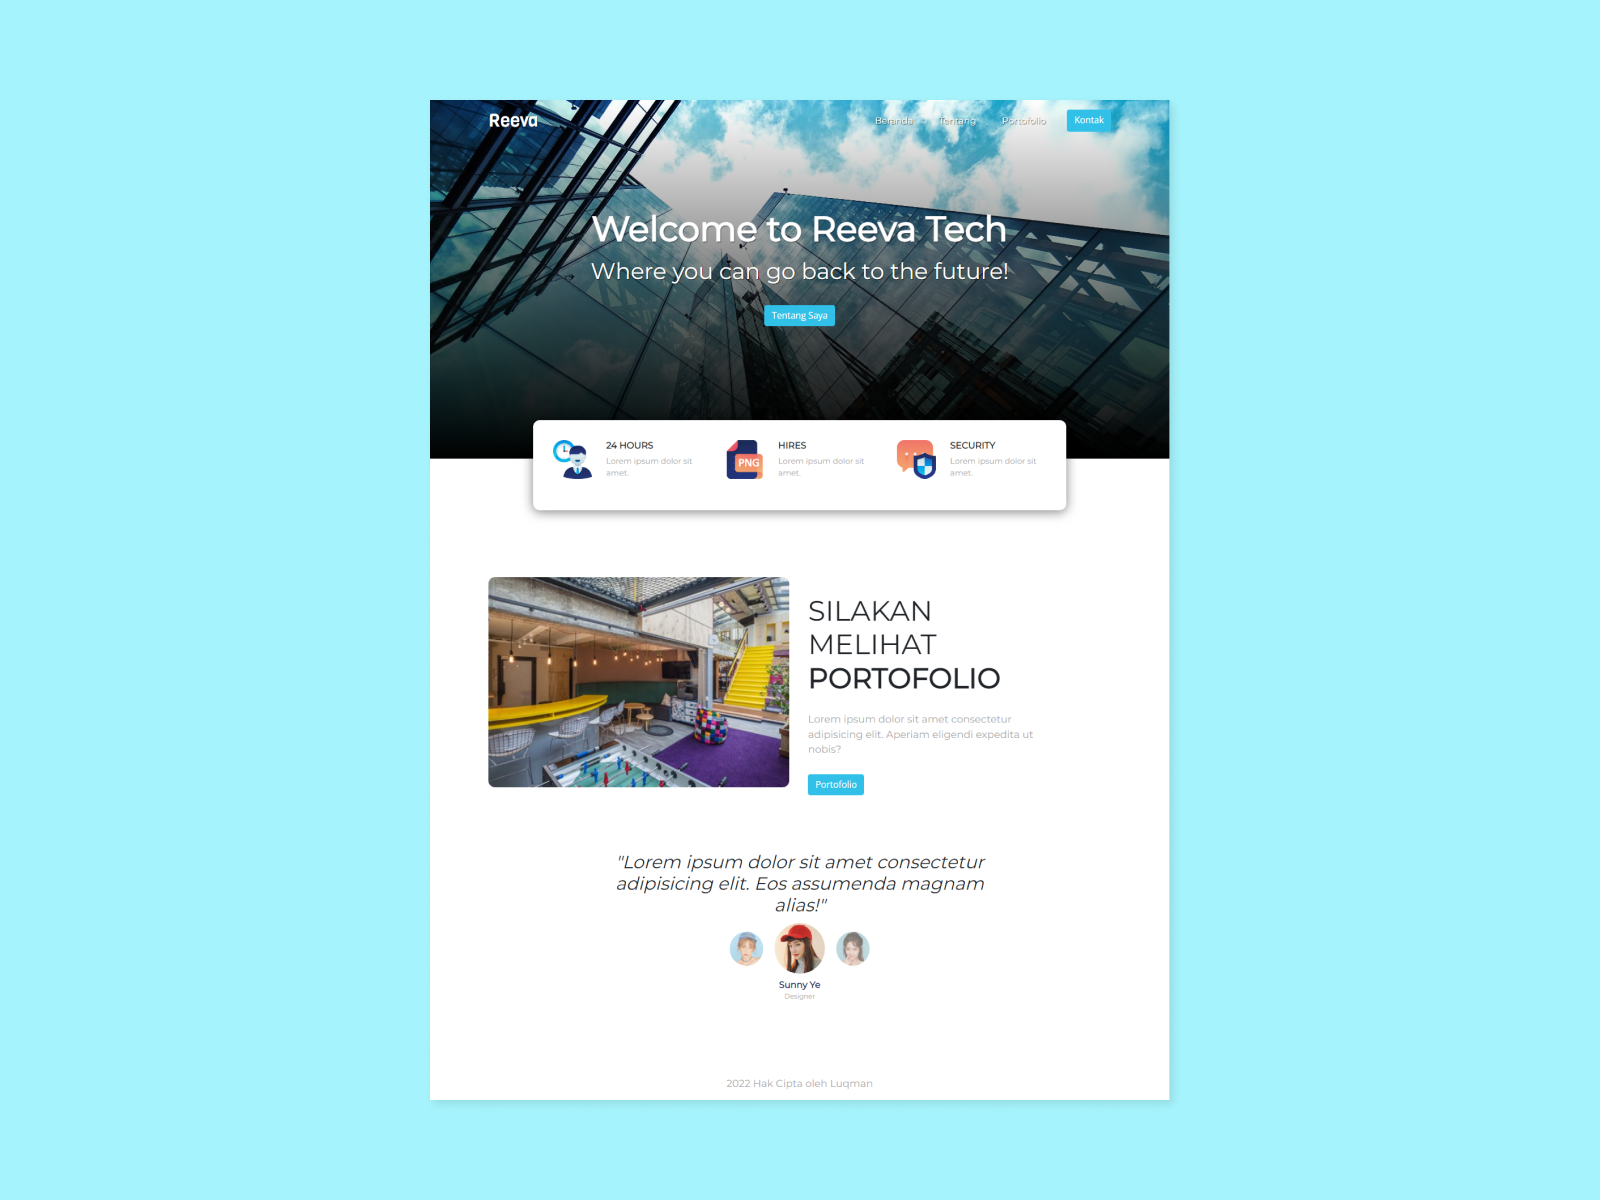 Reeva
Beranda
Tentang
Portofolio
Kontak
Welcome to Reeva Tech
Where you can go back to the future!
Tentang Saya
24 HOURS
Lorem ipsum dolor sit
amet.
PNG
HIRES
Lorem ipsum dolor sit
amet.
SECURITY
Lorem ipsum dolor sit
amet.
SILAKAN
MELIHAT
PORTOFOLIO
Lorem ipsum dolor sit amet consectetur
adipisicing elit. Aperiam eligendi expedita ut
nobis?
Portofolio
"Lorem ipsum dolor sit amet consectetur
adipisicing elit. Eos assumenda magnam
alias!"
Sunny Ye
Designer
2022 Hak Cipta oleh Luqman